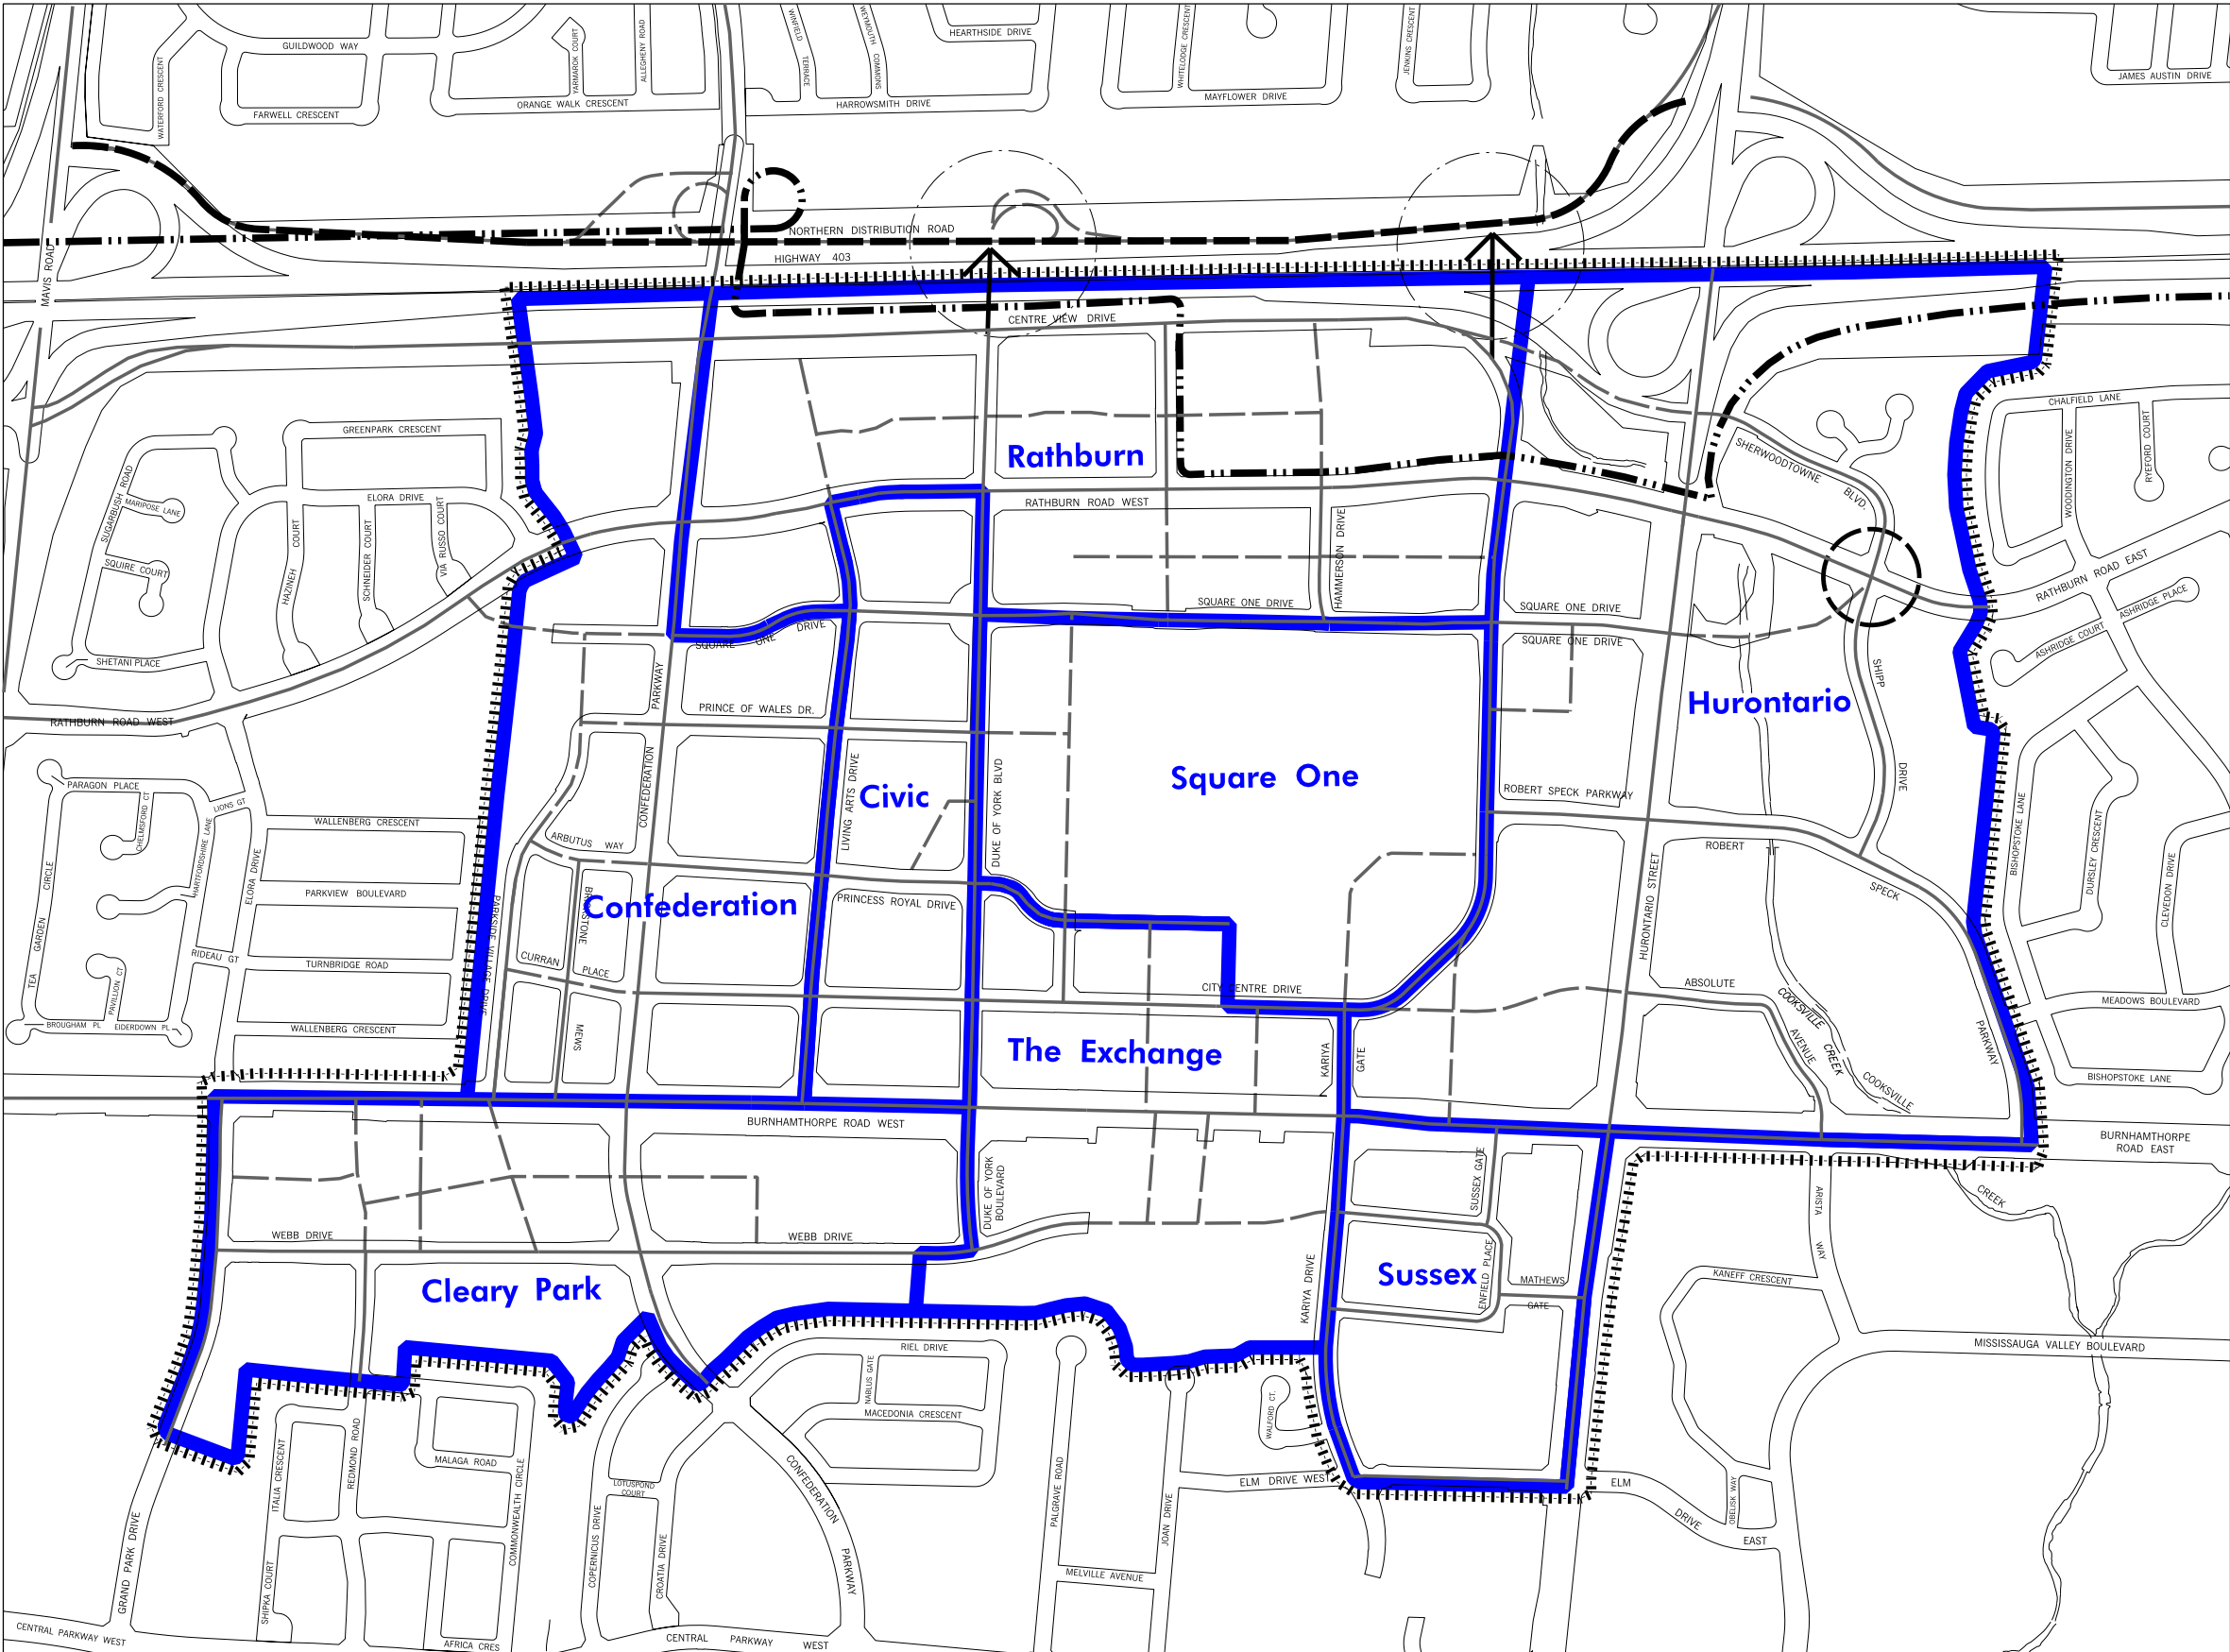 GUILDWOOD WAY
FARWELL CRESCENT
WATERFORD CRESCENT
YARMAROK COURT
ALLEGHENY ROAD
ORANGE WALK CRESCENT
WINFIELD TERRACE
WEYMOUTH COMMONS
HEARTHSIDE DRIVE
HARROWSMITH DRIVE
WHITELODGE CRESCENT
MAYFLOWER DRIVE
JENKINS CRESCENT
JAMES AUSTIN DRIVE
MAVIS ROAD
NORTHERN DISTRIBUTION ROAD
HIGHWAY 403
CENTRE VIEW DRIVE
GREENPARK CRESCENT
SUGARBUSH ROAD
MARIPOSE LANE
SQUIRE COURT
SHETANI PLACE
ELORA DRIVE
HAZINEH COURT
SCHNEIDER COURT
VIA RUSSO COURT
Rathburn
RATHBURN ROAD WEST
HAMMERSON DRIVE
SQUARE ONE DRIVE
SQUARE ONE DRIVE
SQUARE ONE DRIVE
SQUARE ONE DRIVE
SHERWOODTOWNE BLVD.
CHALFIELD LANE
WOODINGTON DRIVE
RYEFORD COURT
RATHBURN ROAD EAST
ASHRIDGE PLACE
ASHRIDGE COURT
RATHBURN ROAD WEST
PRINCE OF WALES DR.
CONFEDERATION PARKWAY
LIVING ARTS DRIVE
Civic
DUKE OF YORK BLVD
Square One
Hurontario
SHIPP DRIVE
ROBERT SPECK PARKWAY
ROBERT SPECK PARKWAY
HURONTARIO STREET
PARAGON PLACE
CHELMSFORD CT
LIONS GT
HARTFORDSHIRE LANE
TEA GARDEN CIRCLE
PAVILLION CT
BROUGHAM PL
EIDERDOWN PL
RIDEAU GT
ELORA DRIVE
WALLENBERG CRESCENT
PARKVIEW BOULEVARD
TURNBRIDGE ROAD
WALLENBERG CRESCENT
PARKSIDE VILLAGE DRIVE
ARBUTUS WAY
BRICKSTONE MEWS
CURRAN PLACE
Confederation
PRINCESS ROYAL DRIVE
CITY CENTRE DRIVE
The Exchange
KARIYA GATE
ABSOLUTE AVENUE
COOKSVILLE CREEK
COOKSVILLE CREEK
BISHOPSTOKE LANE
DURSLEY CRESCENT
CLEVEDON DRIVE
MEADOWS BOULEVARD
BISHOPSTOKE LANE
BURNHAMTHORPE ROAD WEST
BURNHAMTHORPE
ROAD EAST
DUKE OF YORK
BOULEVARD
WEBB DRIVE
WEBB DRIVE
Cleary Park
KARIYA DRIVE
SUSSEX GATE
Sussex
ENFIELD PLACE
MATHEWS GATE
ARISTA WAY
KANEFF CRESCENT
MISSISSAUGA VALLEY BOULEVARD
RIEL DRIVE
NABLUS GATE
MACEDONIA CRESCENT
MALAGA ROAD
ITALIA CRESCENT
REDMOND ROAD
COMMONWEALTH CIRCLE
SHIPKA COURT
GRAND PARK DRIVE
CENTRAL PARKWAY WEST
AFRICA CRES
COPERNICUS DRIVE
LOTUSPOND
COURT
CROATIA DRIVE
CONFEDERATION PARKWAY
CENTRAL PARKWAY WEST
PALGRAVE ROAD
JOAN DRIVE
MELVILLE AVENUE
WALFORD CT.
ELM DRIVE WEST
ELM DRIVE EAST
OBELISK WAY